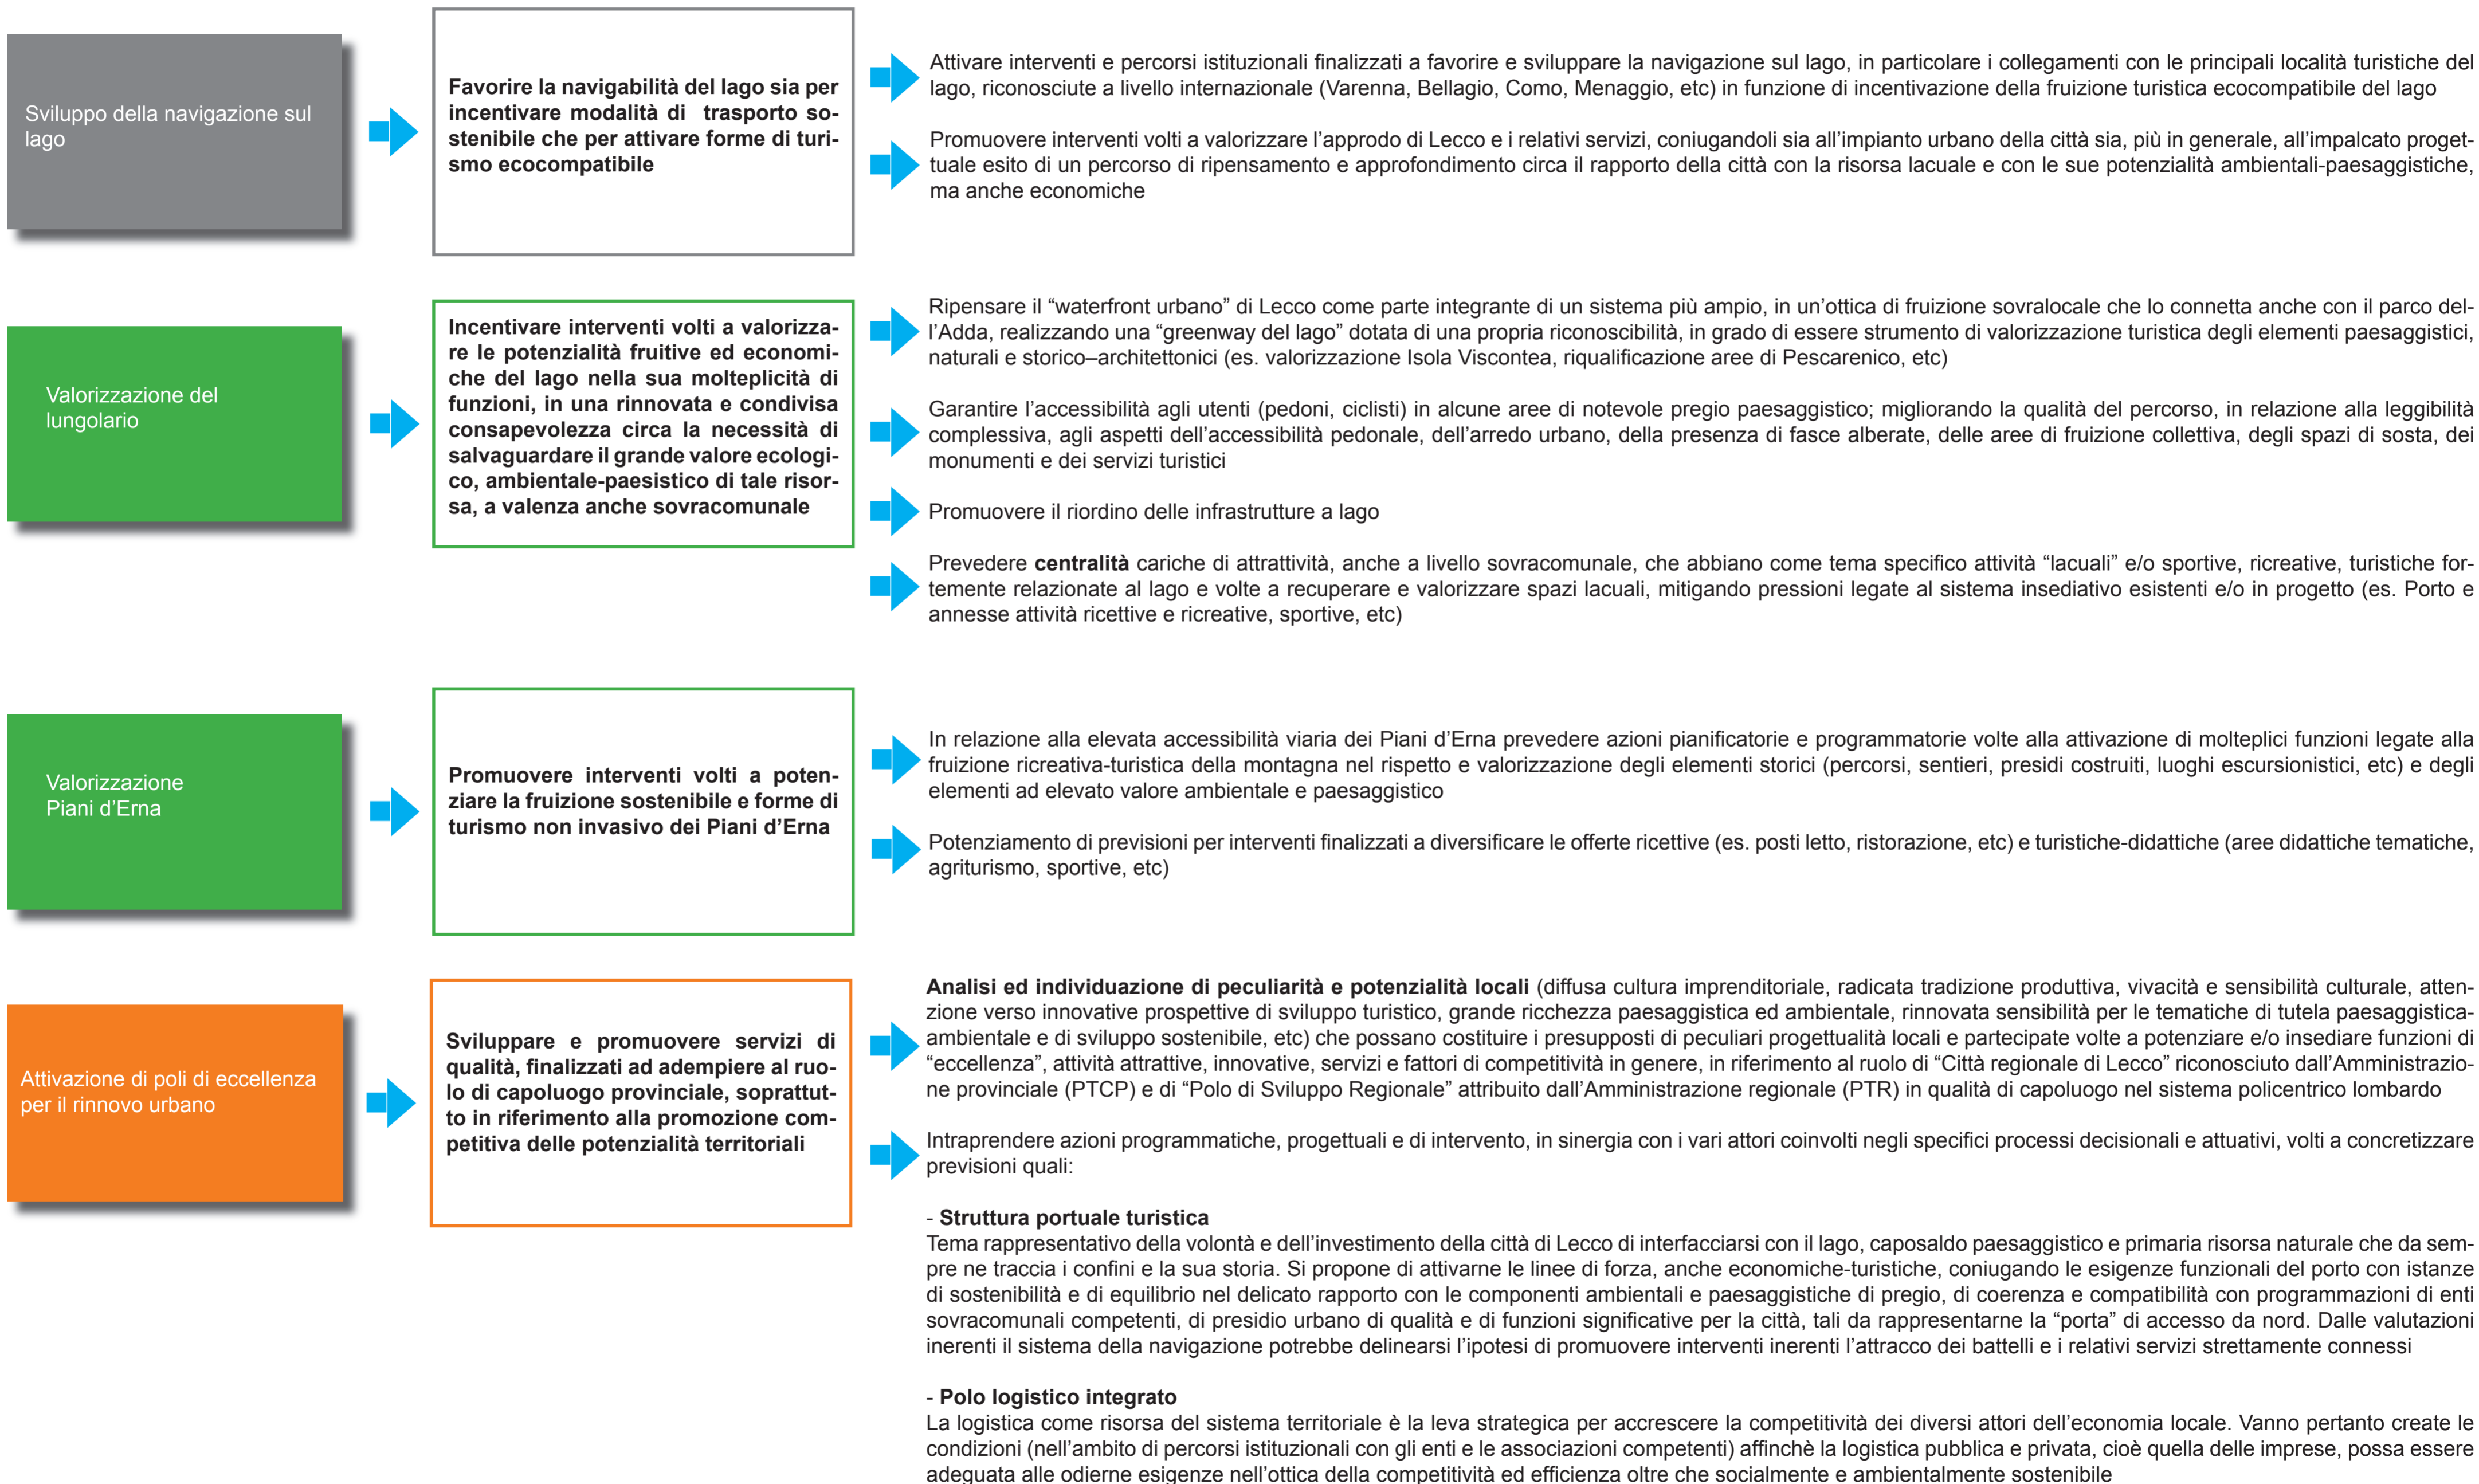 Sviluppo della navigazione sul
lago
Favorire la navigabilità del lago sia per
incentivare modalità di trasporto so-
stenibile che per attivare forme di turi-
smo ecocompatibile
Attivare interventi e percorsi istituzionali finalizzati a favorire e sviluppare la navigazione sul lago, in particolare i collegamenti con le principali località turistiche del
lago, riconosciute a livello internazionale (Varenna, Bellagio, Como, Menaggio, etc) in funzione di incentivazione della fruizione turistica ecocompatibile del lago
Promuovere interventi volti a valorizzare l’approdo di Lecco e i relativi servizi, coniugandoli sia all’impianto urbano della città sia, più in generale, all’impalcato proget-
tuale esito di un percorso di ripensamento e approfondimento circa il rapporto della città con la risorsa lacuale e con le sue potenzialità ambientali-paesaggistiche,
ma anche economiche
Valorizzazione del
lungolario
Incentivare interventi volti a valorizza-
re le potenzialità fruitive ed economi-
che del lago nella sua molteplicità di
funzioni, in una rinnovata e condivisa
consapevolezza circa la necessità di
salvaguardare il grande valore ecologi-
co, ambientale-paesistico di tale risor-
sa, a valenza anche sovracomunale
Ripensare il “waterfront urbano” di Lecco come parte integrante di un sistema più ampio, in un’ottica di fruizione sovralocale che lo connetta anche con il parco del-
l’Adda, realizzando una “greenway del lago” dotata di una propria riconoscibilità, in grado di essere strumento di valorizzazione turistica degli elementi paesaggistici,
naturali e storico–architettonici (es. valorizzazione Isola Viscontea, riqualificazione aree di Pescarenico, etc)
Garantire l’accessibilità agli utenti (pedoni, ciclisti) in alcune aree di notevole pregio paesaggistico; migliorando la qualità del percorso, in relazione alla leggibilità
complessiva, agli aspetti dell’accessibilità pedonale, dell’arredo urbano, della presenza di fasce alberate, delle aree di fruizione collettiva, degli spazi di sosta, dei
monumenti e dei servizi turistici
Promuovere il riordino delle infrastrutture a lago
Prevedere centralità cariche di attrattività, anche a livello sovracomunale, che abbiano come tema specifico attività “lacuali” e/o sportive, ricreative, turistiche for-
temente relazionate al lago e volte a recuperare e valorizzare spazi lacuali, mitigando pressioni legate al sistema insediativo esistenti e/o in progetto (es. Porto e
annesse attività ricettive e ricreative, sportive, etc)
Valorizzazione
Piani d’Erna
Promuovere interventi volti a poten-
ziare la fruizione sostenibile e forme di
turismo non invasivo dei Piani d’Erna
In relazione alla elevata accessibilità viaria dei Piani d’Erna prevedere azioni pianificatorie e programmatorie volte alla attivazione di molteplici funzioni legate alla
fruizione ricreativa-turistica della montagna nel rispetto e valorizzazione degli elementi storici (percorsi, sentieri, presidi costruiti, luoghi escursionistici, etc) e degli
elementi ad elevato valore ambientale e paesaggistico
Potenziamento di previsioni per interventi finalizzati a diversificare le offerte ricettive (es. posti letto, ristorazione, etc) e turistiche-didattiche (aree didattiche tematiche,
agriturismo, sportive, etc)
Attivazione di poli di eccellenza
per il rinnovo urbano
Sviluppare e promuovere servizi di
qualità, finalizzati ad adempiere al ruo-
lo di capoluogo provinciale, soprattut-
to in riferimento alla promozione com-
petitiva delle potenzialità territoriali
Analisi ed individuazione di peculiarità e potenzialità locali (diffusa cultura imprenditoriale, radicata tradizione produttiva, vivacità e sensibilità culturale, atten-
zione verso innovative prospettive di sviluppo turistico, grande ricchezza paesaggistica ed ambientale, rinnovata sensibilità per le tematiche di tutela paesaggistica-
ambientale e di sviluppo sostenibile, etc) che possano costituire i presupposti di peculiari progettualità locali e partecipate volte a potenziare e/o insediare funzioni di
“eccellenza”, attività attrattive, innovative, servizi e fattori di competitività in genere, in riferimento al ruolo di “Città regionale di Lecco” riconosciuto dall’Amministrazio-
ne provinciale (PTCP) e di “Polo di Sviluppo Regionale” attribuito dall’Amministrazione regionale (PTR) in qualità di capoluogo nel sistema policentrico lombardo
Intraprendere azioni programmatiche, progettuali e di intervento, in sinergia con i vari attori coinvolti negli specifici processi decisionali e attuativi, volti a concretizzare
previsioni quali:
- Struttura portuale turistica
Tema rappresentativo della volontà e dell’investimento della città di Lecco di interfacciarsi con il lago, caposaldo paesaggistico e primaria risorsa naturale che da sem-
pre ne traccia i confini e la sua storia. Si propone di attivarne le linee di forza, anche economiche-turistiche, coniugando le esigenze funzionali del porto con istanze
di sostenibilità e di equilibrio nel delicato rapporto con le componenti ambientali e paesaggistiche di pregio, di coerenza e compatibilità con programmazioni di enti
sovracomunali competenti, di presidio urbano di qualità e di funzioni significative per la città, tali da rappresentarne la “porta” di accesso da nord. Dalle valutazioni
inerenti il sistema della navigazione potrebbe delinearsi l’ipotesi di promuovere interventi inerenti l’attracco dei battelli e i relativi servizi strettamente connessi
- Polo logistico integrato
La logistica come risorsa del sistema territoriale è la leva strategica per accrescere la competitività dei diversi attori dell’economia locale. Vanno pertanto create le
condizioni (nell’ambito di percorsi istituzionali con gli enti e le associazioni competenti) affinchè la logistica pubblica e privata, cioè quella delle imprese, possa essere
adeguata alle odierne esigenze nell’ottica della competitività ed efficienza oltre che socialmente e ambientalmente sostenibile